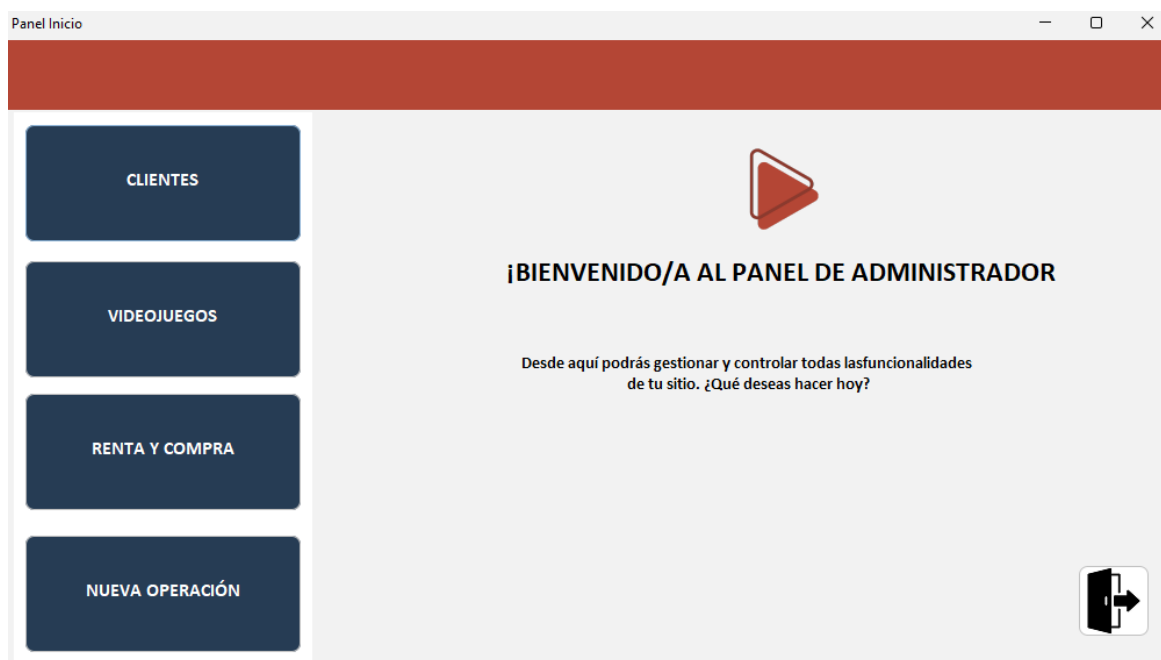 Panel Inicio
CLIENTES
VIDEOJUEGOS
RENTA Y COMPRA
NUEVA OPERACIÓN
¡BIENVENIDO/A AL PANEL DE ADMINISTRADOR
Desde aquí podrás gestionar y controlar todas lasfuncionalidades
de tu sitio. ¿Qué deseas hacer hoy?